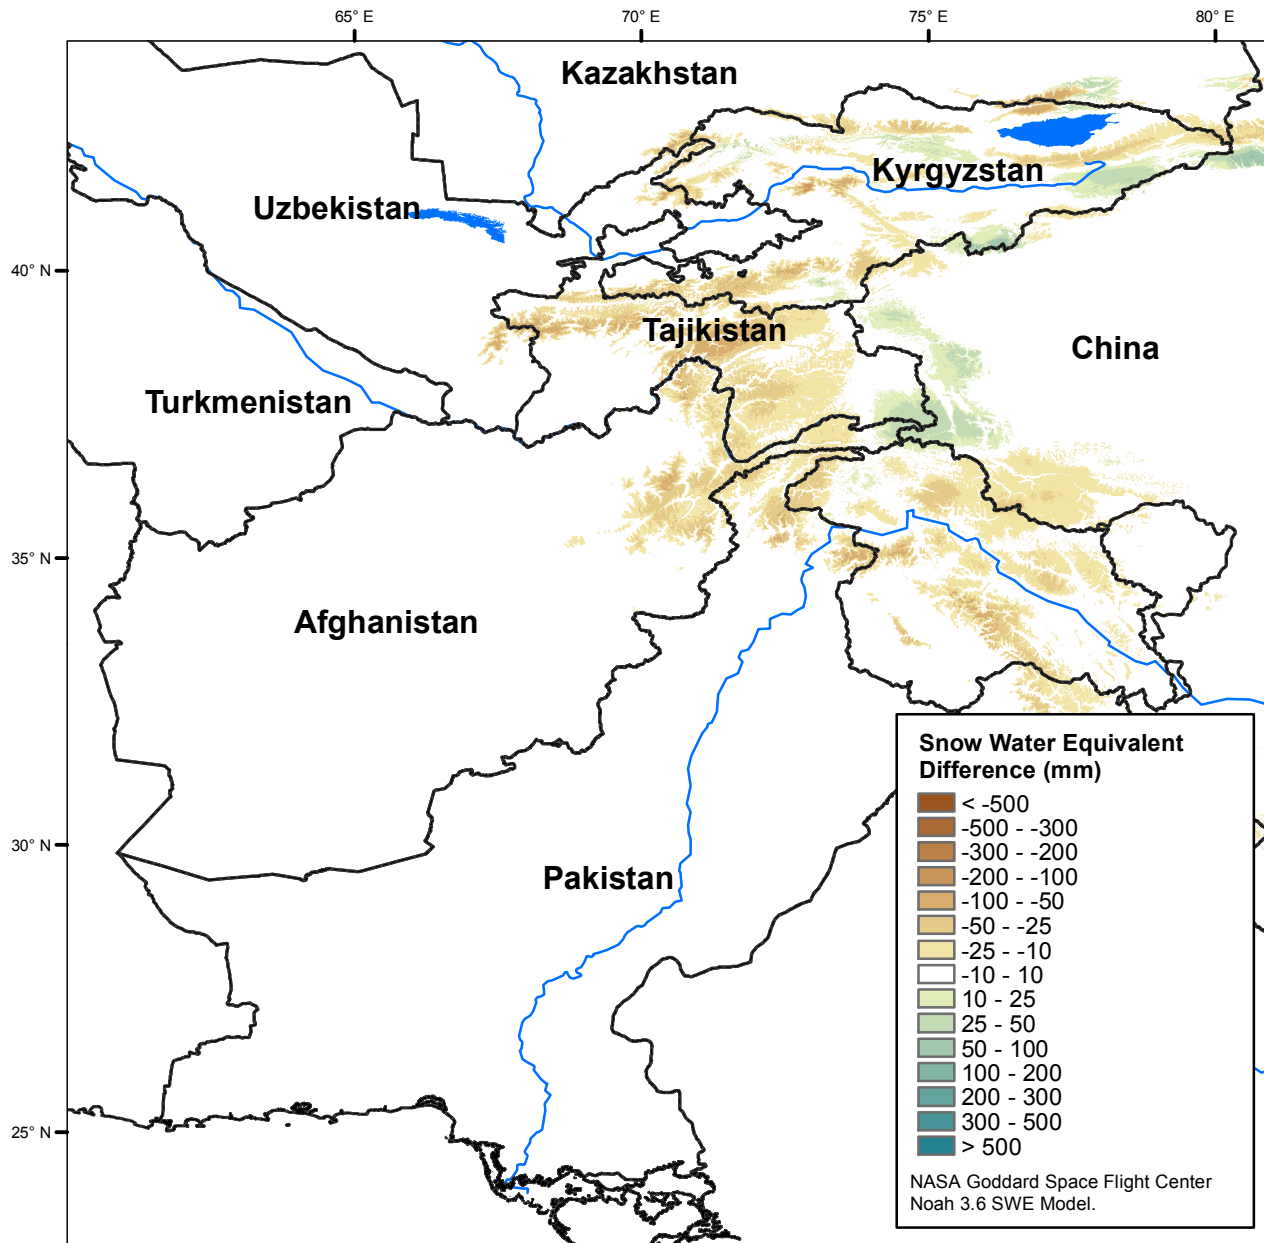 65° E
70° E
75° E
80° E
Kazakhstan
Kyrgyzstan
Uzbekistan
40° N
Tajikistan
China
Turkmenistan
35° N
Afghanistan
Snow Water Equivalent
Difference (mm)
< -500
-500 - -300
-300 - -200
-200 - -100
-100 - -50
-50 - -25
-25 - -10
-10 - 10
10 - 25
25 - 50
50 - 100
100 - 200
200 - 300
300 - 500
> 500
30° N
Pakistan
25° N
NASA Goddard Space Flight Center
Noah 3.6 SWE Model.